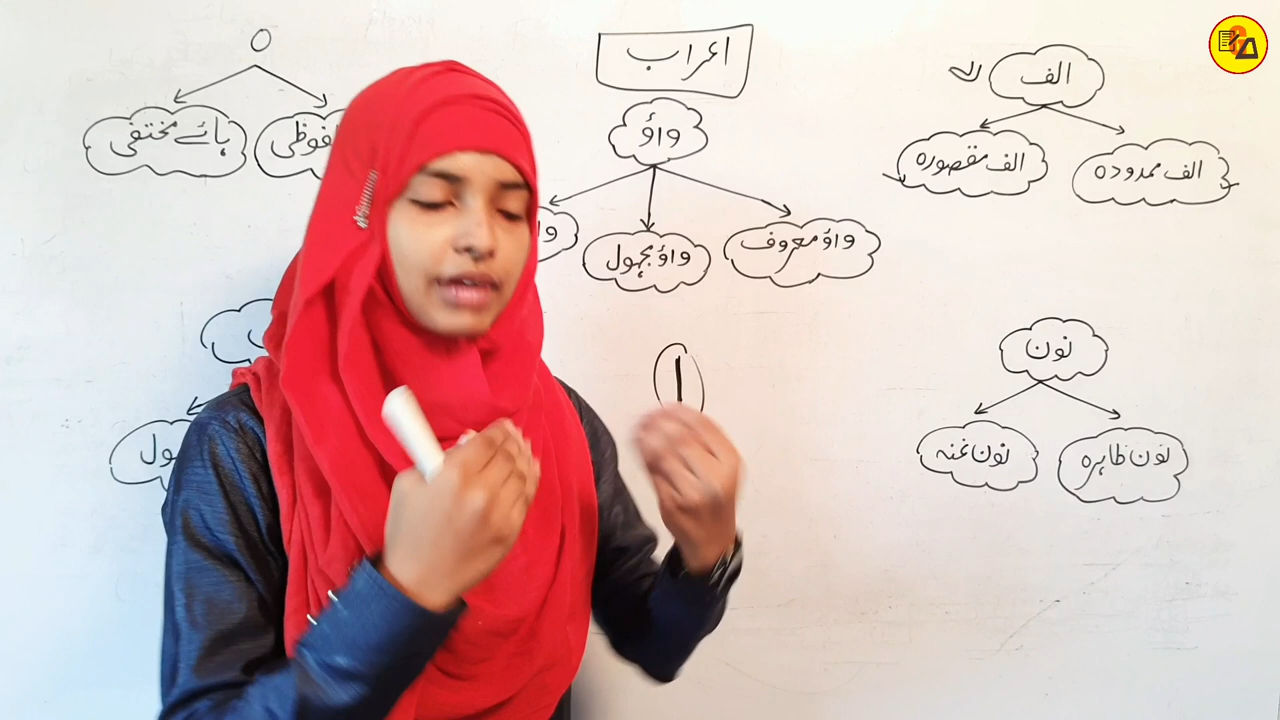 اعراب
الف
الف ممدودہ
الف مقصورہ
واؤ
واؤ معروف
واؤ مجہول
ہ
ہائے مختفی
نون
نون ظاہرہ
نون غنہ
ا